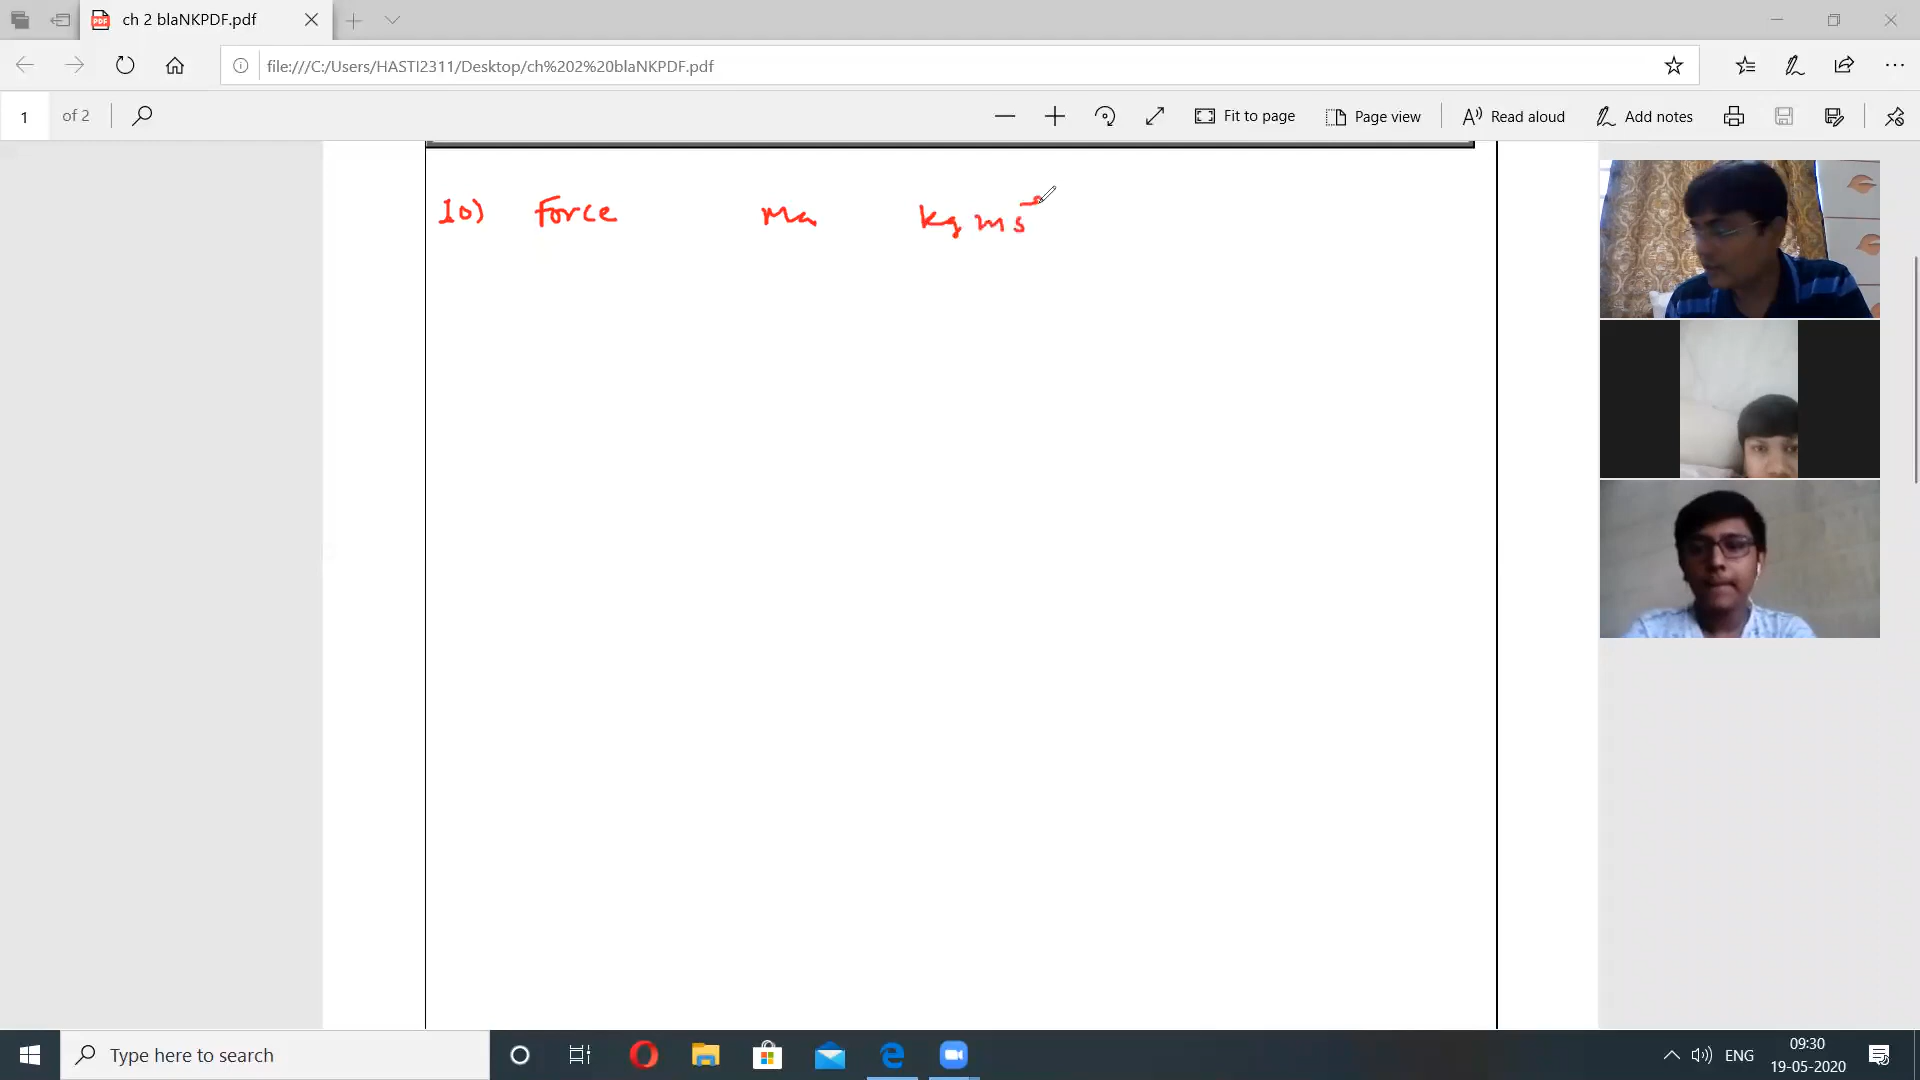 ch 2 blaNKPDF.pdf
file:///C:/Users/HASTI2311/Desktop/ch%202%20blaNKPDF.pdf
1 of 2 Fit to page Page view Read aloud Add notes
10) Force Ma kg m s⁻
Type here to search
ENG
09:30
19-05-2020